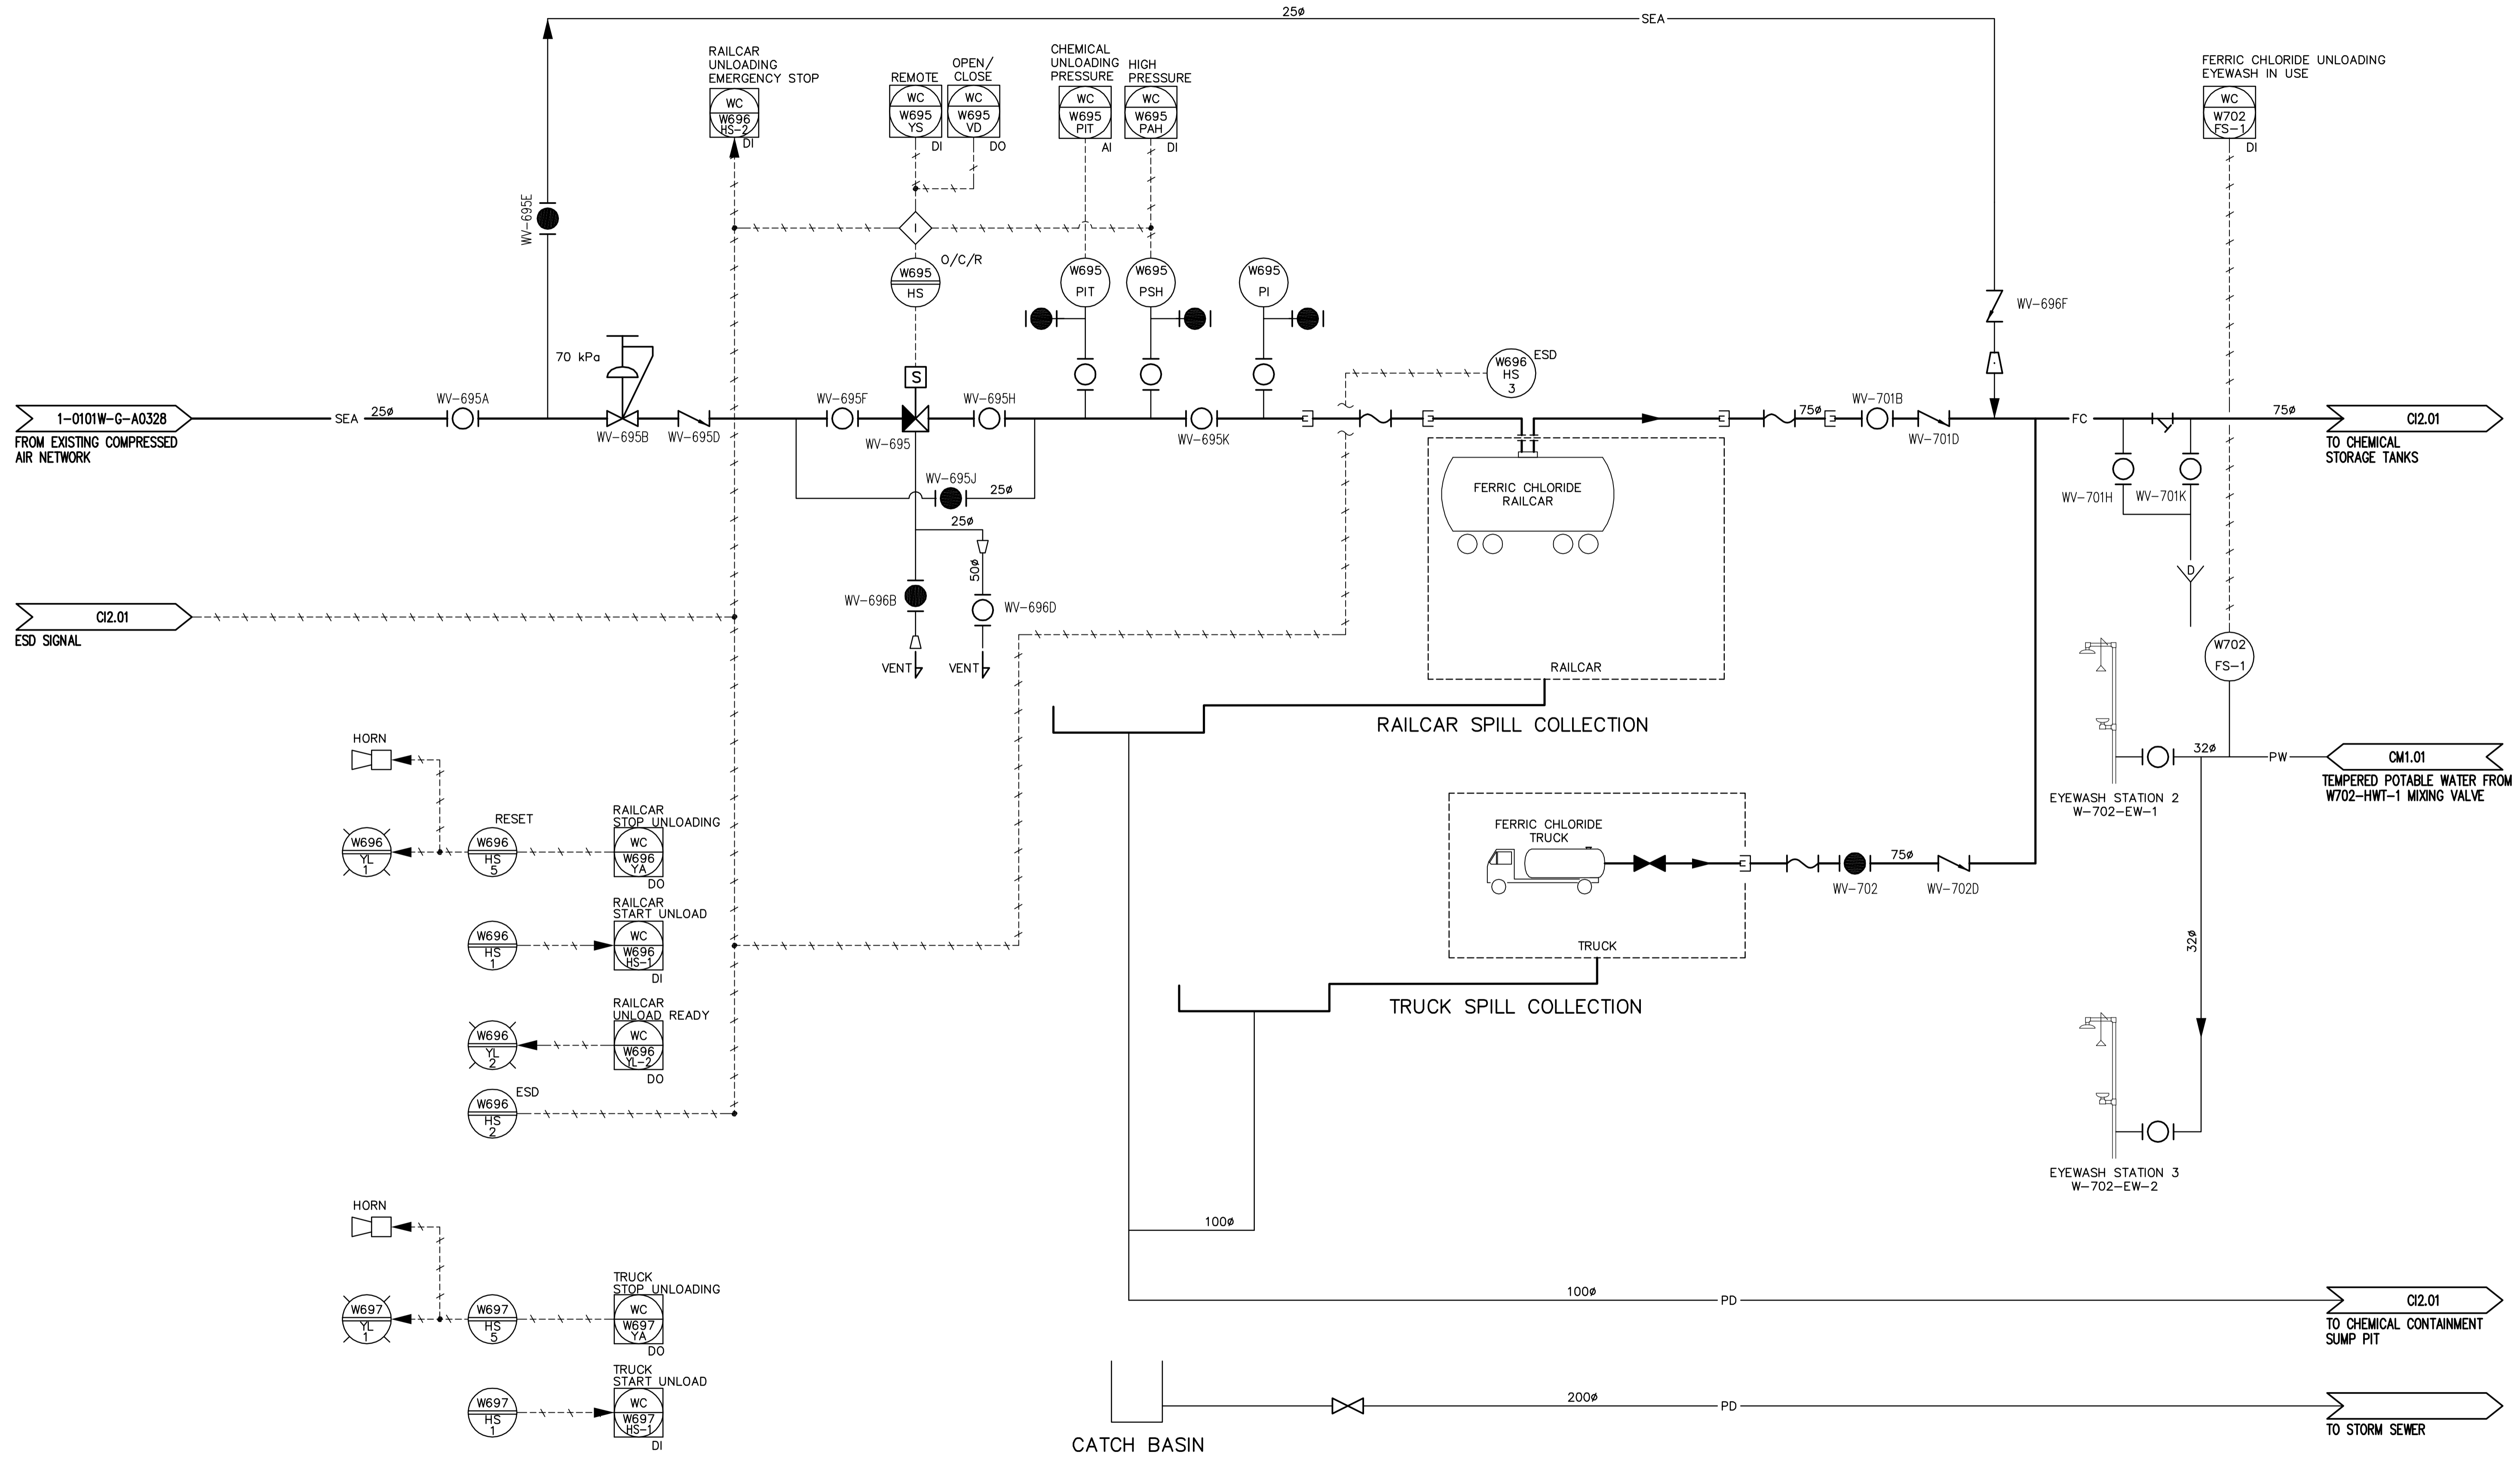 25ø
SEA
RAILCAR
UNLOADING
EMERGENCY STOP
WC
W696
HS-2
DI
REMOTE
WC
W695
YS
DI
OPEN/
CLOSE
WC
W695
VD
DO
CHEMICAL
UNLOADING
PRESSURE
WC
W695
PIT
AI
HIGH
PRESSURE
WC
W695
PAH
DI
FERRIC CHLORIDE UNLOADING
EYEWASH IN USE
WC
W702
FS-1
DI
WV-695E
I
O/C/R
W695
HS
W695
PIT
W695
PSH
W695
PI
WV-696F
70 kPa
S
W696
HS
3
ESD
1-0101W-G-A0328
FROM EXISTING COMPRESSED
AIR NETWORK
SEA
25ø
WV-695A
WV-695B
WV-695D
WV-695F
WV-695
WV-695H
WV-695K
75ø
WV-701B
WV-701D
FC
75ø
CI2.01
TO CHEMICAL
STORAGE TANKS
WV-695J
25ø
25ø
50ø
FERRIC CHLORIDE
RAILCAR
WV-701H
WV-701K
D
WV-696B
WV-696D
VENT
VENT
CI2.01
ESD SIGNAL
RAILCAR
RAILCAR SPILL COLLECTION
W702
FS-1
32ø
PW
CM1.01
TEMPERED POTABLE WATER FROM
W702-HWT-1 MIXING VALVE
EYEWASH STATION 2
W-702-EW-1
HORN
RESET
W696
YL
1
W696
HS
5
RAILCAR
STOP UNLOADING
WC
W696
YA
DO
FERRIC CHLORIDE
TRUCK
75ø
WV-702
WV-702D
RAILCAR
START UNLOAD
W696
HS
1
WC
W696
HS-1
DI
TRUCK
32ø
RAILCAR
UNLOAD READY
W696
YL
2
WC
W696
YL-2
DO
TRUCK SPILL COLLECTION
ESD
W696
HS
2
EYEWASH STATION 3
W-702-EW-2
HORN
100ø
TRUCK
STOP UNLOADING
W697
YL
1
W697
HS
5
WC
W697
YA
DO
100ø
PD
CI2.01
TO CHEMICAL CONTAINMENT
SUMP PIT
TRUCK
START UNLOAD
W697
HS
1
WC
W697
HS-1
DI
CATCH BASIN
200ø
PD
TO STORM SEWER